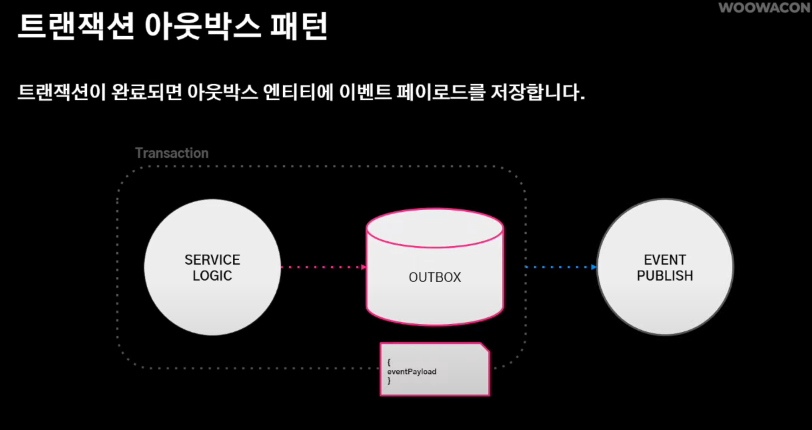 WOOWACON
트랜잭션 아웃박스 패턴
트랜잭션이 완료되면 아웃박스 엔티티에 이벤트 페이로드를 저장합니다.
Transaction
SERVICE
LOGIC
OUTBOX
EVENT
PUBLISH
{
eventPayload
}